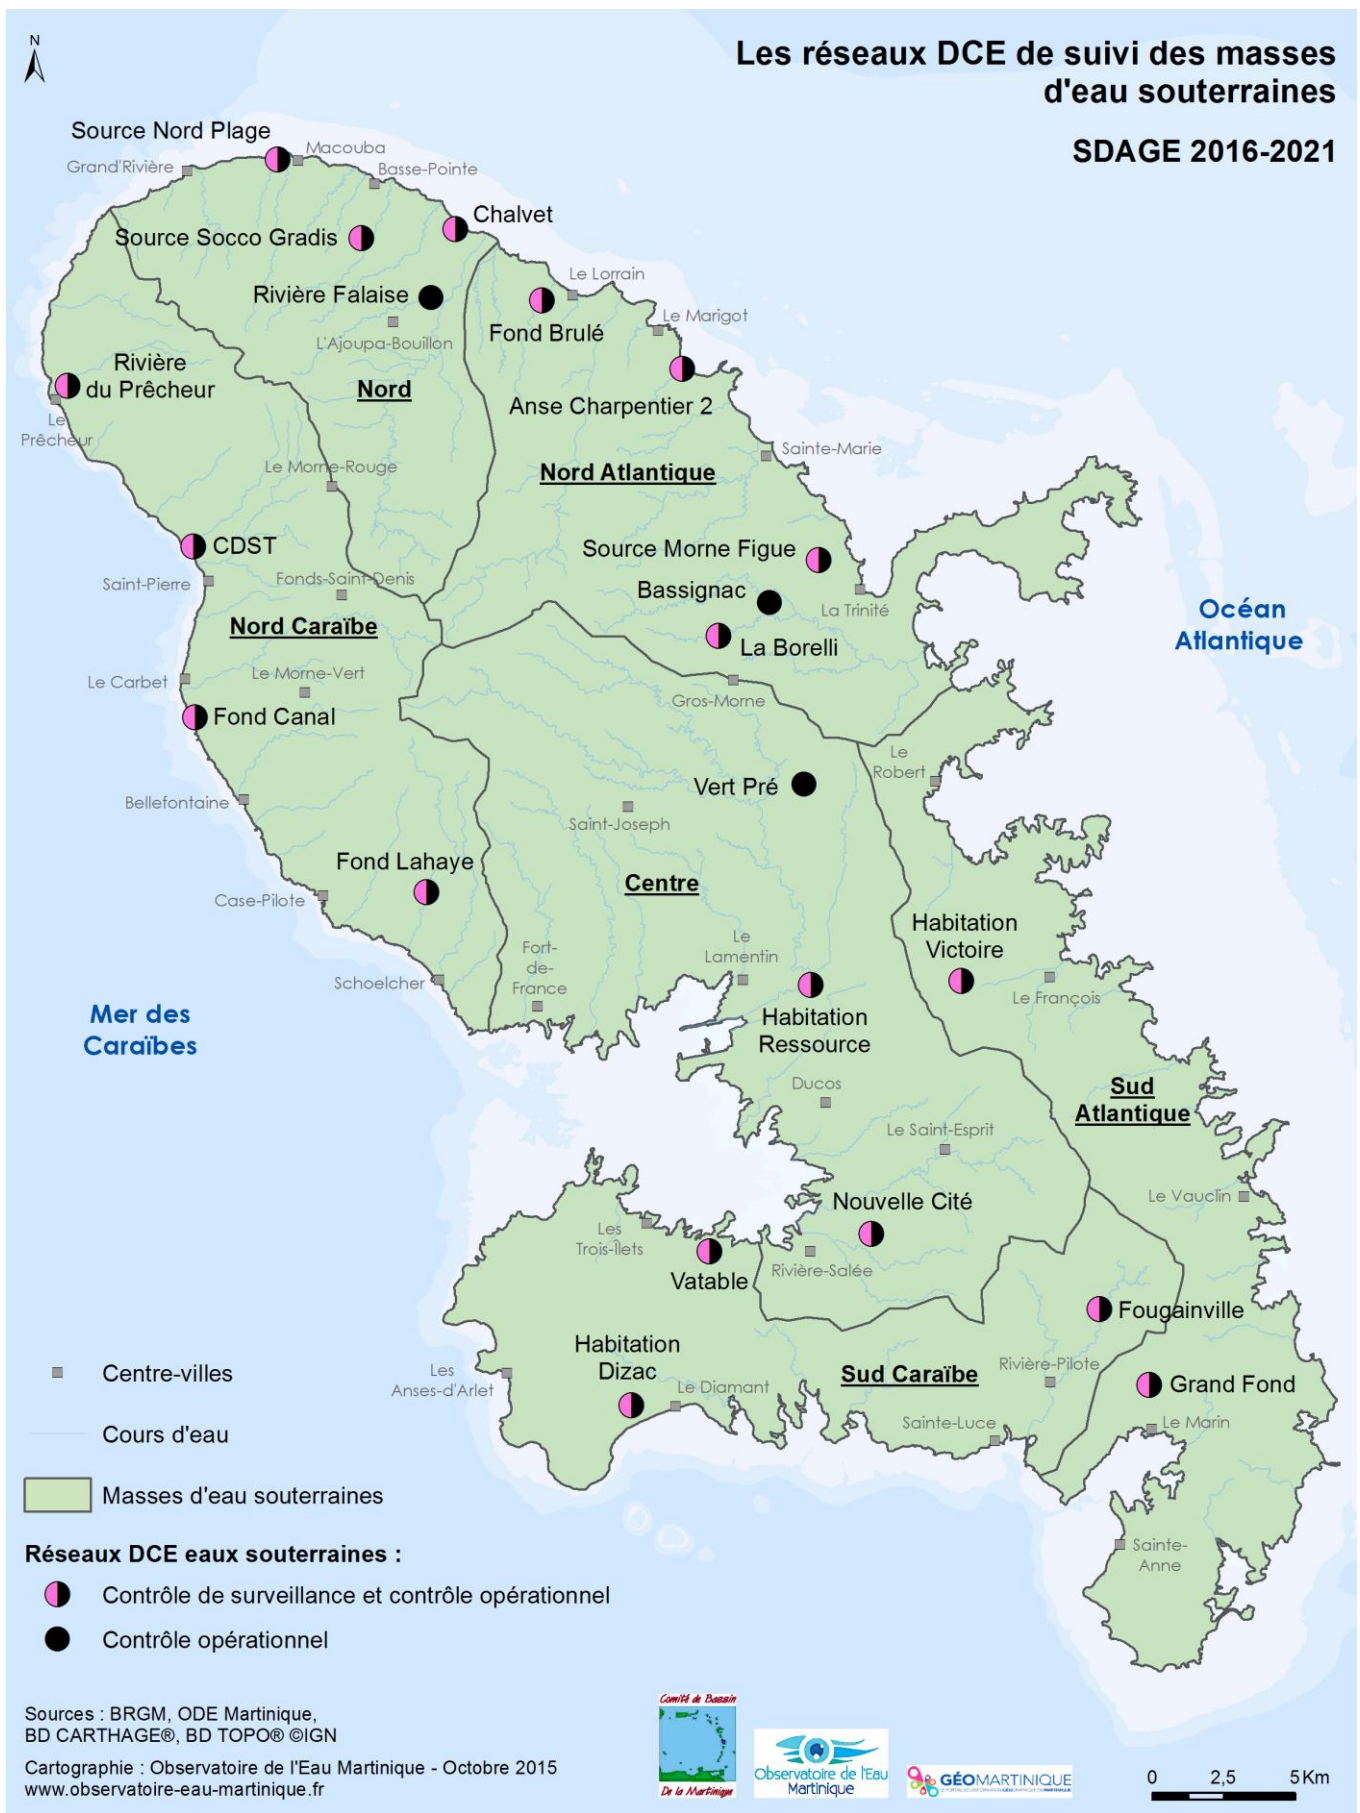 N
Les réseaux DCE de suivi des masses
d'eau souterraines
SDAGE 2016-2021
Source Nord Plage
Macouba
Grand'Rivière
Basse-Pointe
Chalvet
Source Socco Gradis
Le Lorrain
Rivière Falaise
Le Marigot
Fond Brulé
L'Ajoupa-Bouillon
Rivière
du Prêcheur
Nord
Anse Charpentier 2
Le
Prêcheur
Sainte-Marie
Le Morne-Rouge
Nord Atlantique
CDST
Source Morne Figue
Saint-Pierre
Fonds-Saint-Denis
Bassignac
La Trinité
Océan
Atlantique
Nord Caraïbe
La Borelli
Le Carbet
Le Morne-Vert
Gros-Morne
Fond Canal
Le
Robert
Vert Pré
Bellefontaine
Saint-Joseph
Fond Lahaye
Centre
Case-Pilote
Habitation
Victoire
Le
Lamentin
Fort-
de-
France
Schoelcher
Le François
Mer des
Caraïbes
Habitation
Ressource
Ducos
Sud
Atlantique
Le Saint-Esprit
Le Vauclin
Nouvelle Cité
Les
Trois-Îlets
Rivière-Salée
Vatable
Fougainville
Habitation
Dizac
Les
Anses-d'Arlet
Le Diamant
Sud Caraïbe
Rivière-Pilote
Grand Fond
Sainte-Luce
Le Marin
Sainte-
Anne
Centre-villes
Cours d'eau
Masses d'eau souterraines
Réseaux DCE eaux souterraines :
Contrôle de surveillance et contrôle opérationnel
Contrôle opérationnel
Sources : BRGM, ODE Martinique,
BD CARTHAGE®, BD TOPO® ©IGN
Cartographie : Observatoire de l'Eau Martinique - Octobre 2015
www.observatoire-eau-martinique.fr
Comité de Bassin
De la Martinique
Observatoire de l'Eau
Martinique
GÉOMARTINIQUE
0 2,5 5 Km